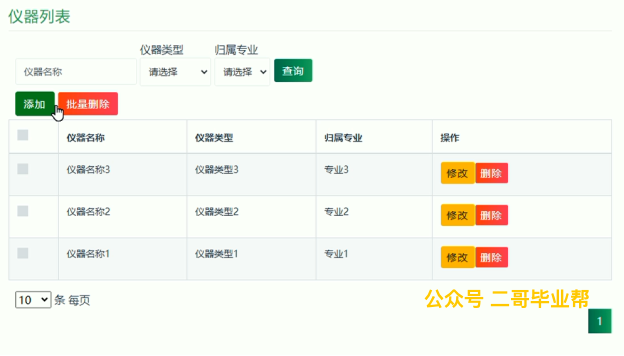 仪器列表
仪器类型 归属专业
仪器名称 请选择 请选择 查询
添加 批量删除
仪器名称 仪器类型 归属专业 操作
仪器名称3 仪器类型3 专业3 修改 删除
仪器名称2 仪器类型2 专业2 修改 删除
仪器名称1 仪器类型1 专业1 修改 删除
10 条 每页
公众号 二哥毕业帮
1